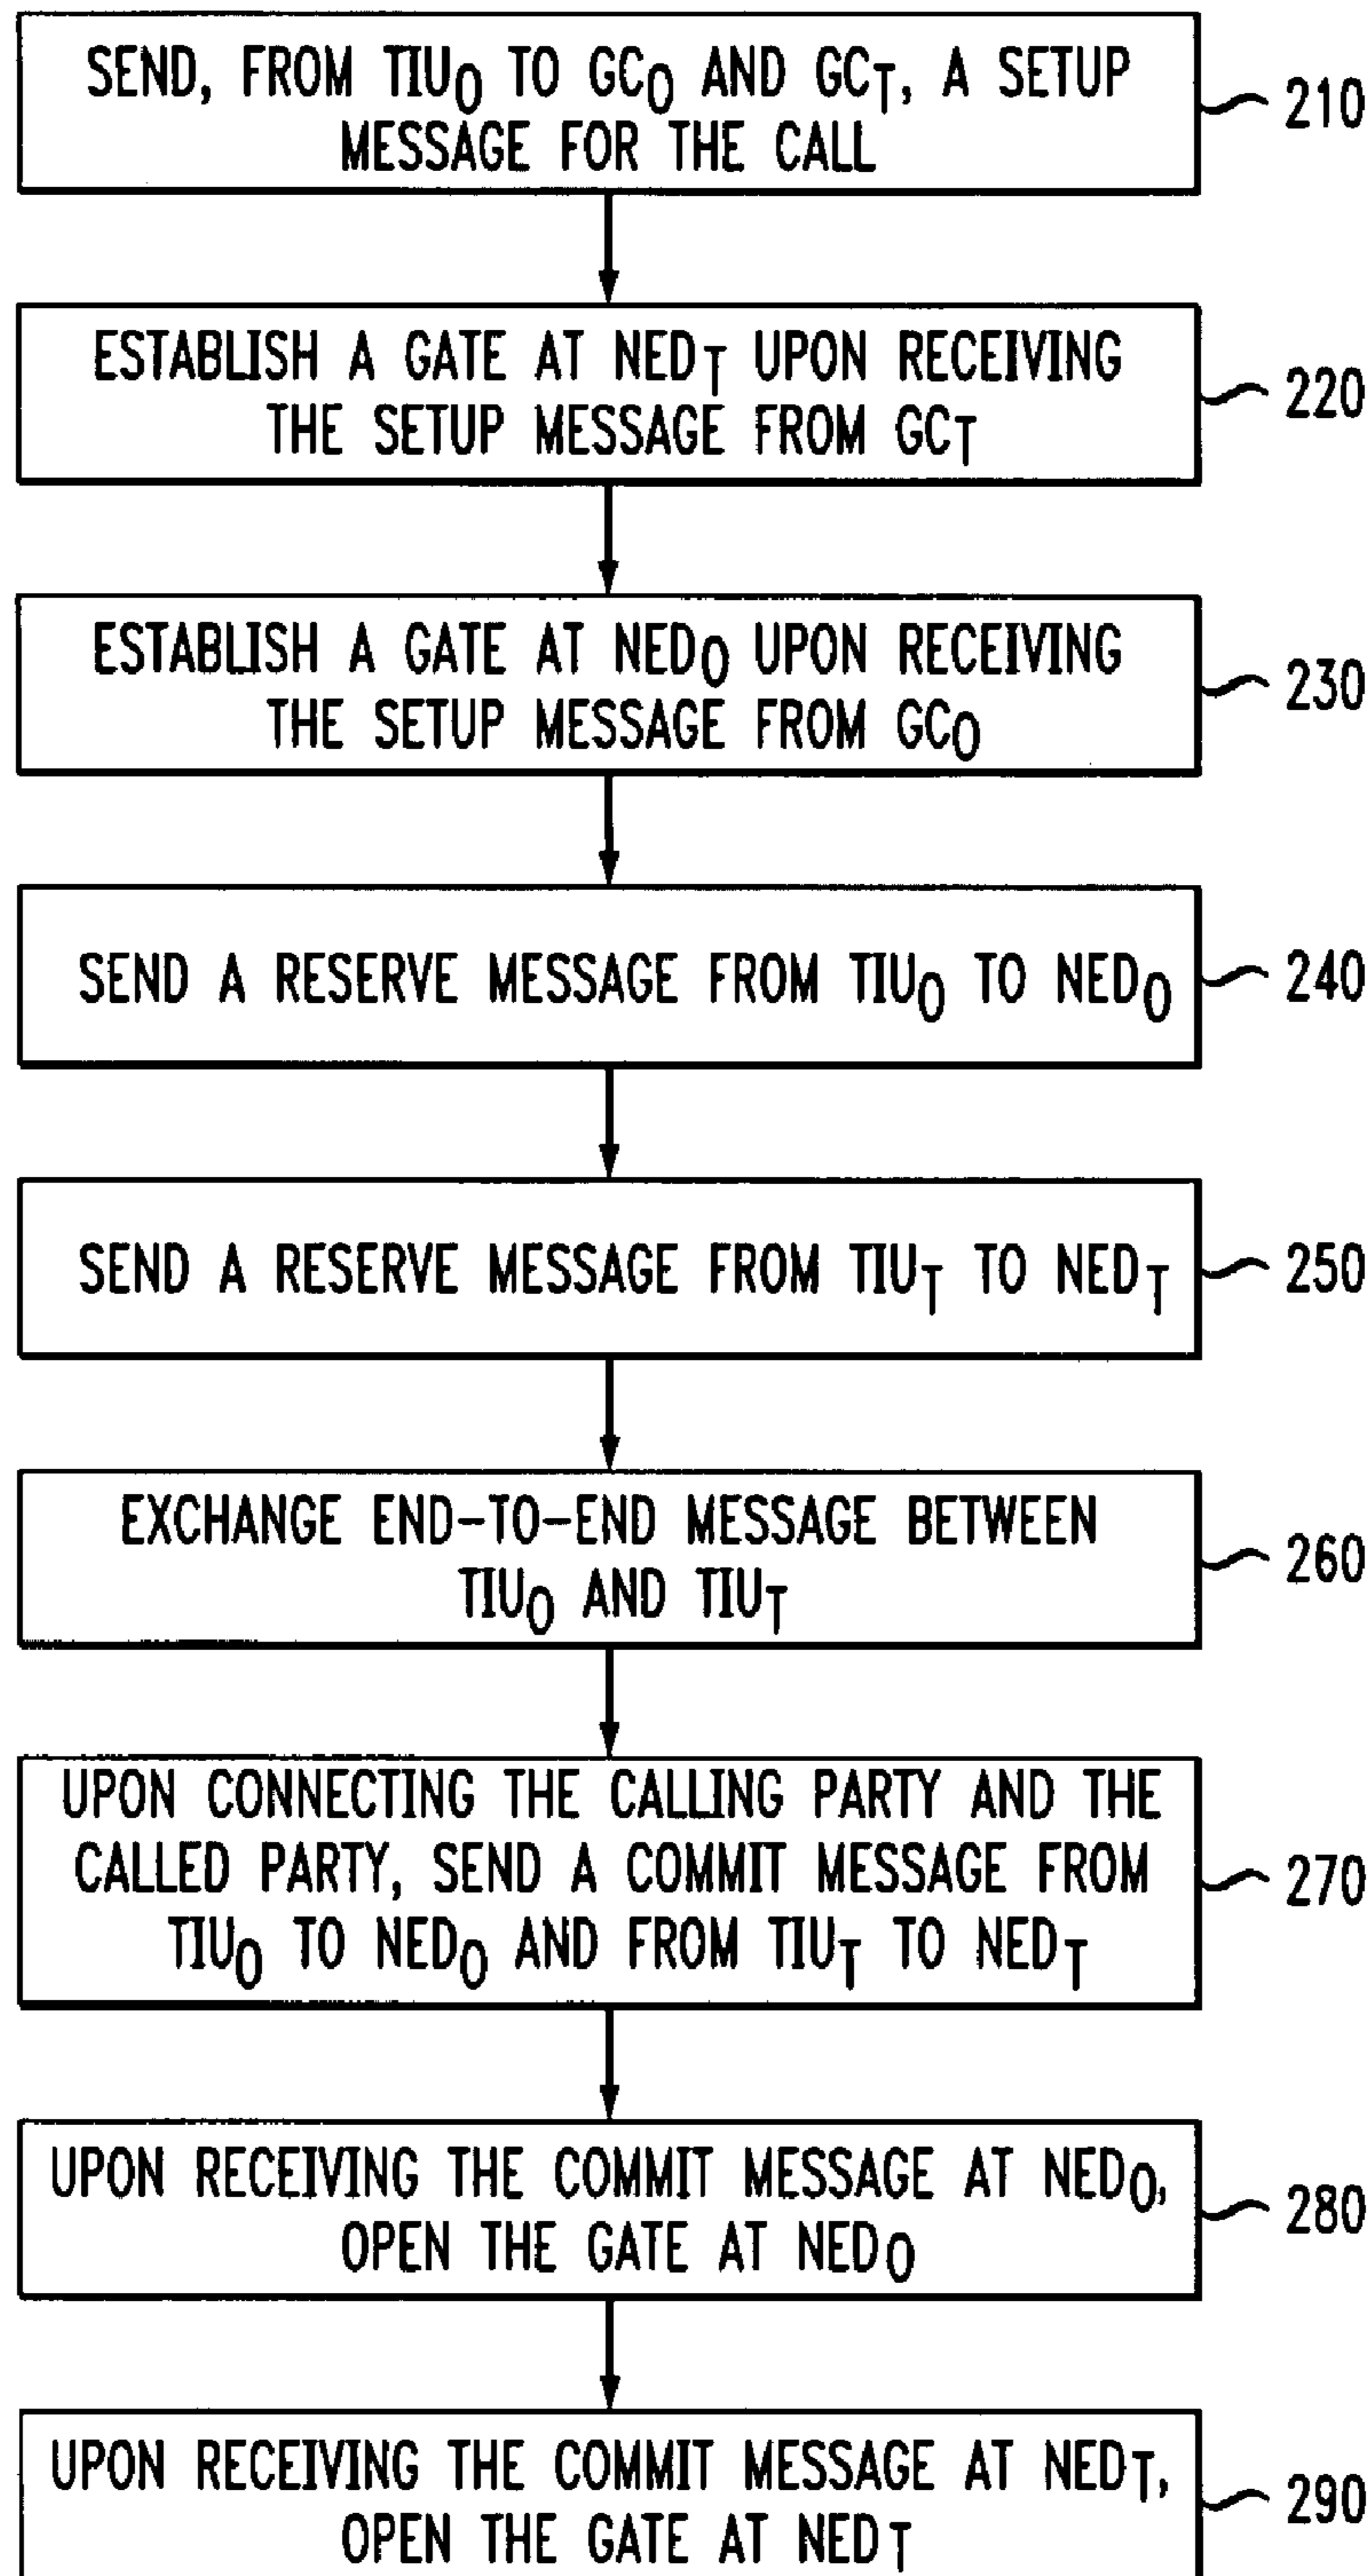 SEND, FROM TIUO TO GCO AND GCT, A SETUP
MESSAGE FOR THE CALL
210
ESTABLISH A GATE AT NEDT UPON RECEIVING
THE SETUP MESSAGE FROM GCT
220
ESTABLISH A GATE AT NEDO UPON RECEIVING
THE SETUP MESSAGE FROM GCO
230
SEND A RESERVE MESSAGE FROM TIUO TO NEDO
240
SEND A RESERVE MESSAGE FROM TIUT TO NEDT
250
EXCHANGE END-TO-END MESSAGE BETWEEN
TIUO AND TIUT
260
UPON CONNECTING THE CALLING PARTY AND THE
CALLED PARTY, SEND A COMMIT MESSAGE FROM
TIUO TO NEDO AND FROM TIUT TO NEDT
270
UPON RECEIVING THE COMMIT MESSAGE AT NEDO,
OPEN THE GATE AT NEDO
280
UPON RECEIVING THE COMMIT MESSAGE AT NEDT,
OPEN THE GATE AT NEDT
290